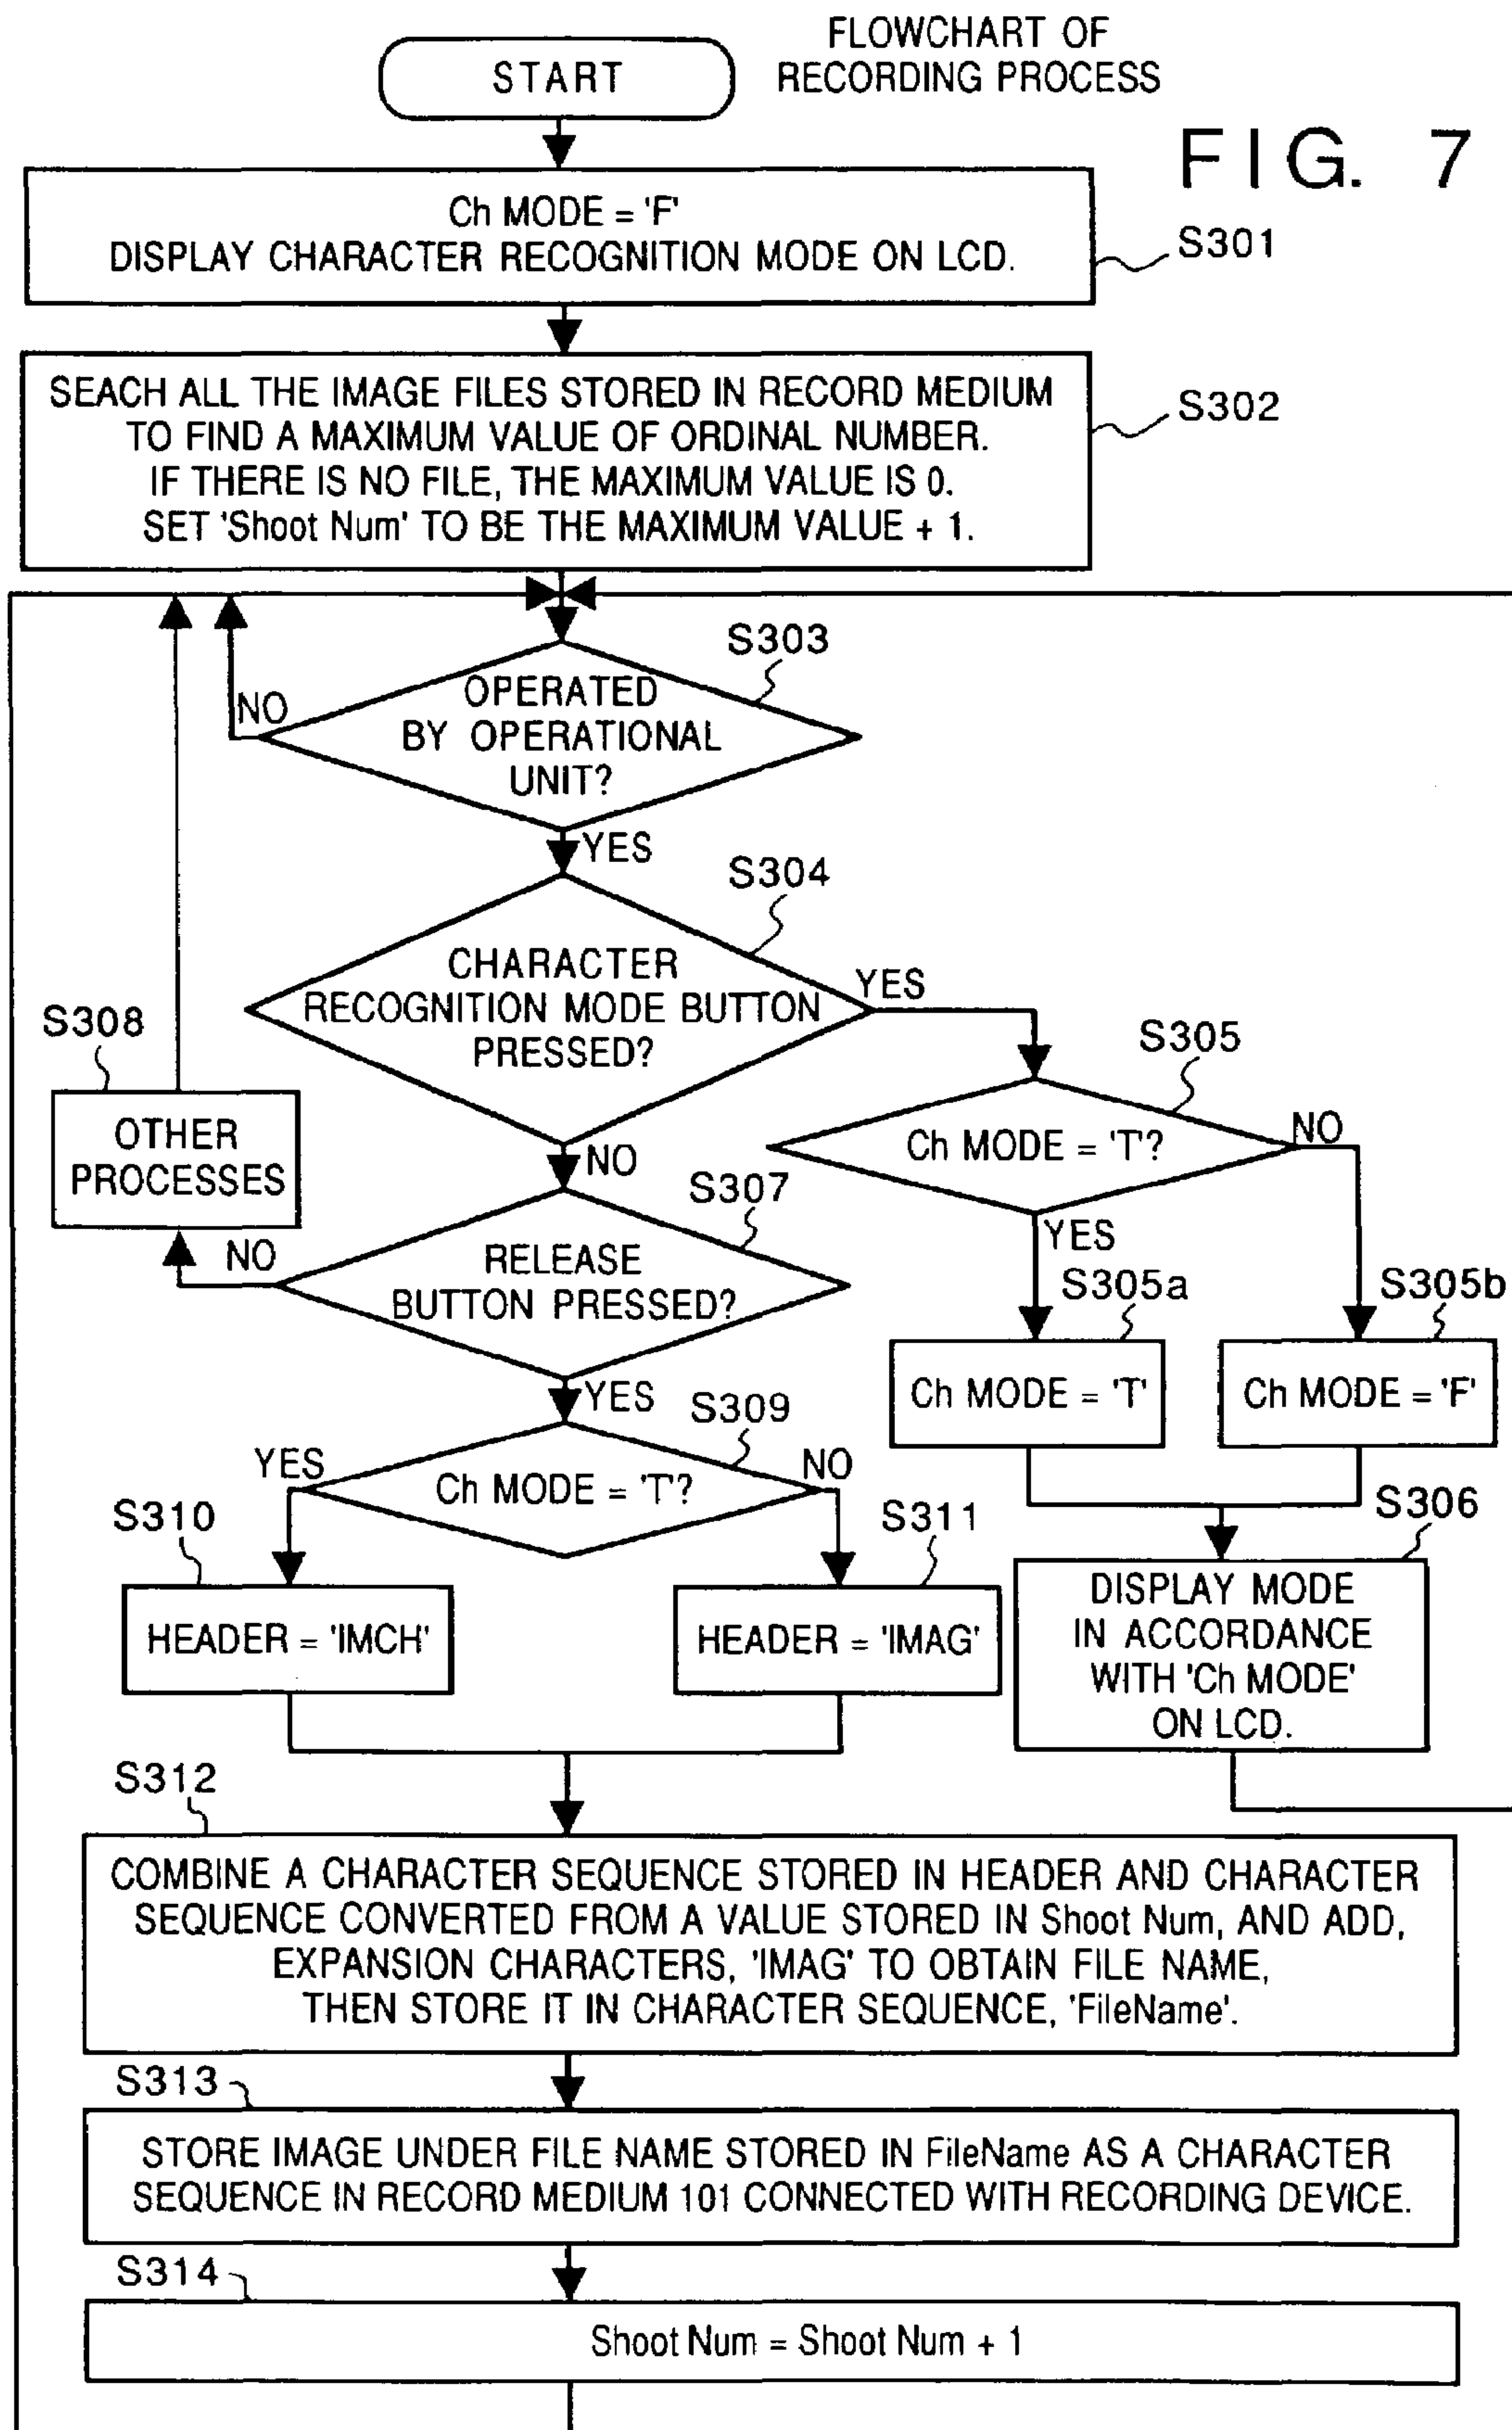 FLOWCHART OF
RECORDING PROCESS
START
FIG. 7
Ch MODE = 'F'
DISPLAY CHARACTER RECOGNITION MODE ON LCD.
S301
SEACH ALL THE IMAGE FILES STORED IN RECORD MEDIUM
TO FIND A MAXIMUM VALUE OF ORDINAL NUMBER.
IF THERE IS NO FILE, THE MAXIMUM VALUE IS 0.
SET 'Shoot Num' TO BE THE MAXIMUM VALUE + 1.
S302
S303
OPERATED
BY OPERATIONAL
UNIT?
NO
YES
S304
CHARACTER
RECOGNITION MODE BUTTON
PRESSED?
YES
NO
S308
OTHER
PROCESSES
S305
Ch MODE = 'T'?
NO
YES
S307
RELEASE
BUTTON PRESSED?
NO
YES
S305a
Ch MODE = 'T'
S305b
Ch MODE = 'F'
S309
Ch MODE = 'T'?
YES
NO
S306
DISPLAY MODE
IN ACCORDANCE
WITH 'Ch MODE'
ON LCD.
S310
HEADER = 'IMCH'
S311
HEADER = 'IMAG'
S312
COMBINE A CHARACTER SEQUENCE STORED IN HEADER AND CHARACTER
SEQUENCE CONVERTED FROM A VALUE STORED IN Shoot Num, AND ADD,
EXPANSION CHARACTERS, 'IMAG' TO OBTAIN FILE NAME,
THEN STORE IT IN CHARACTER SEQUENCE, 'FileName'.
S313
STORE IMAGE UNDER FILE NAME STORED IN FileName AS A CHARACTER
SEQUENCE IN RECORD MEDIUM 101 CONNECTED WITH RECORDING DEVICE.
S314
Shoot Num = Shoot Num + 1